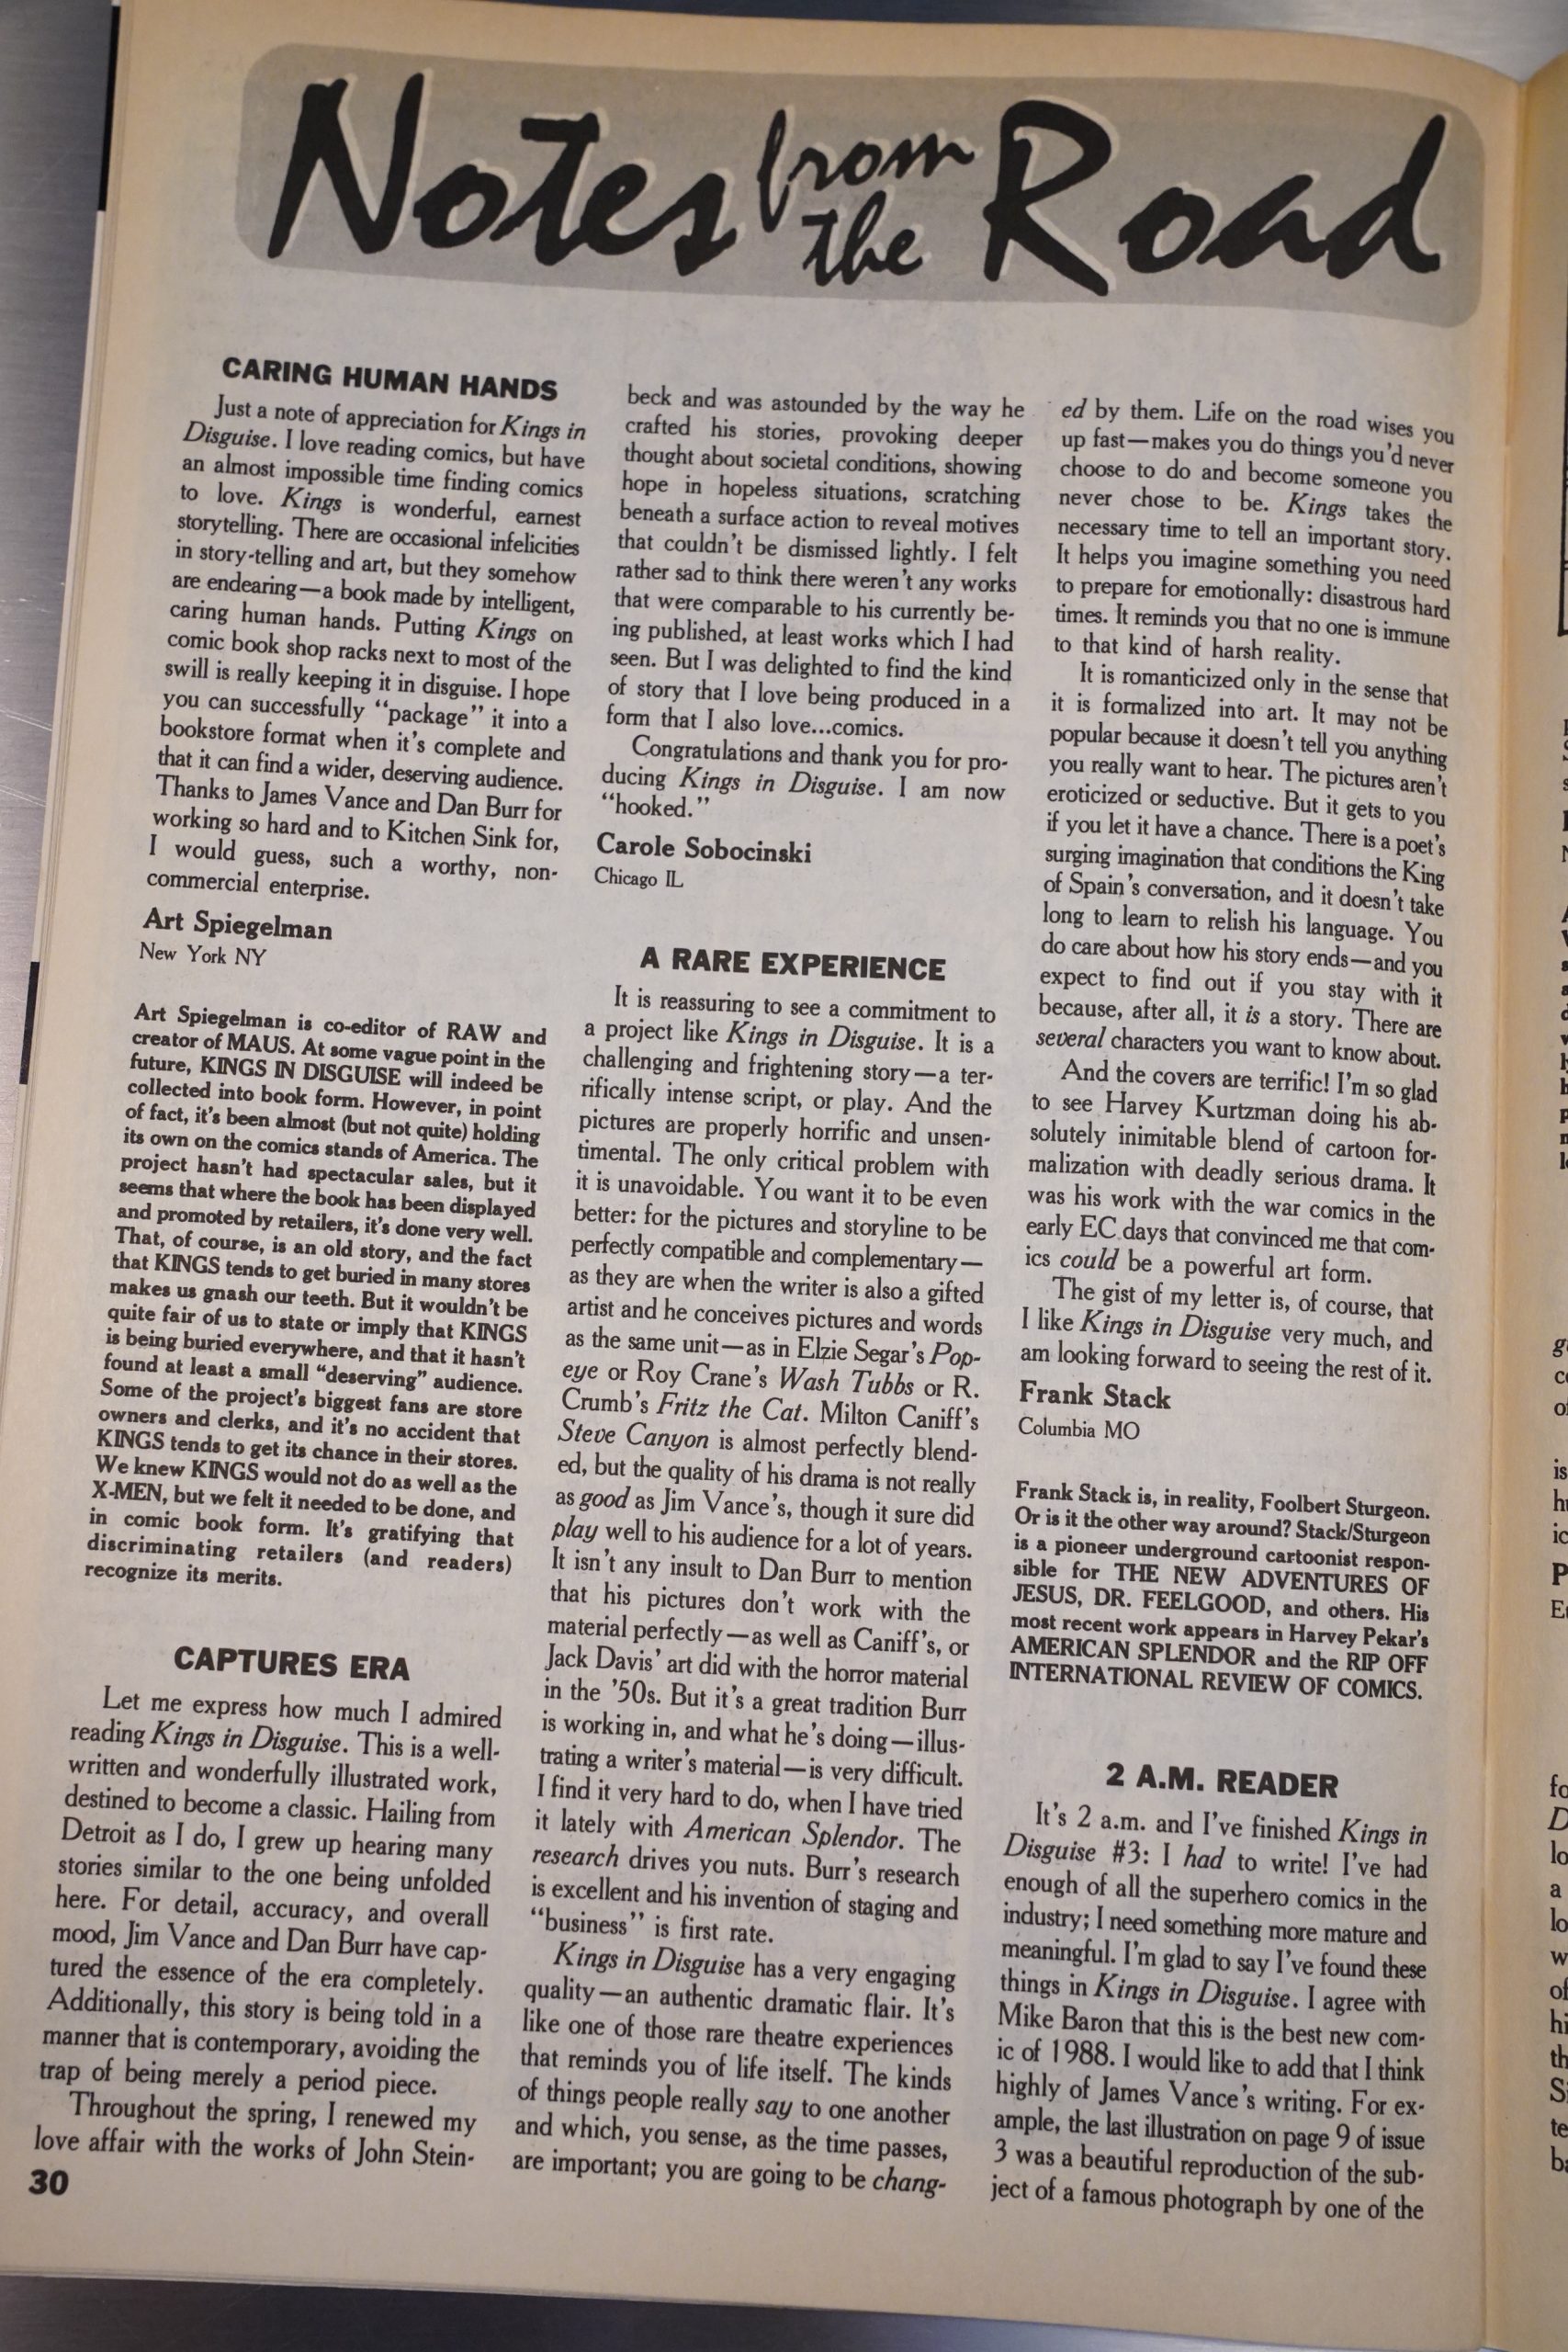 Notes from the Road
CARING HUMAN HANDS
Just a note of appreciation for Kings in
Disguise. I love reading comics, but have
an almost impossible time finding comics
to love. Kings is wonderful, earnest
storytelling. There are occasional infelicities
in story-telling and art, but they somehow
are endearing—a book made by intelligent,
caring human hands. Putting Kings on
comic book shop racks next to most of the
swill is really keeping it in disguise. I hope
you can successfully “package” it into a
bookstore format when it's complete and
that it can find a wider, deserving audience.
Thanks to James Vance and Dan Burr for
working so hard and to Kitchen Sink for,
I would guess, such a worthy, non-
commercial enterprise.
Art Spiegelman
New York NY
Art Spiegelman is co-editor of RAW and
creator of MAUS. At some vague point in the
future, KINGS IN DISGUISE will indeed be
collected into book form. However, in point
of fact, it's been almost (but not quite) holding
its own on the comics stands of America. The
project hasn't had spectacular sales, but it
seems that where the book has been displayed
and promoted by retailers, it's done very well.
That, of course, is an old story, and the fact
that KINGS tends to get buried in many stores
makes us gnash our teeth. But it wouldn't be
quite fair of us to state or imply that KINGS
is being buried everywhere, and that it hasn't
found at least a small “deserving” audience.
Some of the project's biggest fans are store
owners and clerks, and it's no accident that
KINGS tends to get its chance in their stores.
We knew KINGS would not do as well as the
X-MEN, but we felt it needed to be done, and
in comic book form. It's gratifying that
discriminating retailers (and readers)
recognize its merits.
CAPTURES ERA
Let me express how much I admired
reading Kings in Disguise. This is a well-
written and wonderfully illustrated work,
destined to become a classic. Hailing from
Detroit as I do, I grew up hearing many
stories similar to the one being unfolded
here. For detail, accuracy, and overall
mood, Jim Vance and Dan Burr have cap-
tured the essence of the era completely.
Additionally, this story is being told in a
manner that is contemporary, avoiding the
trap of being merely a period piece.
Throughout the spring, I renewed my
love affair with the works of John Stein-
30
beck and was astounded by the way he
crafted his stories, provoking deeper
thought about societal conditions, showing
hope in hopeless situations, scratching
beneath a surface action to reveal motives
that couldn't be dismissed lightly. I felt
rather sad to think there weren't any works
that were comparable to his currently be-
ing published, at least works which I had
seen. But I was delighted to find the kind
of story that I love being produced in a
form that I also love...comics.
Congratulations and thank you for pro-
ducing Kings in Disguise. I am now
“hooked.”
Carole Sobocinski
Chicago IL
A RARE EXPERIENCE
It is reassuring to see a commitment to
a project like Kings in Disguise. It is a
challenging and frightening story—a ter-
rifically intense script, or play. And the
pictures are properly horrific and unsen-
timental. The only critical problem with
it is unavoidable. You want it to be even
better: for the pictures and storyline to be
perfectly compatible and complementary—
as they are when the writer is also a gifted
artist and he conceives pictures and words
as the same unit—as in Elzie Segar's Pop-
eye or Roy Crane's Wash Tubbs or R.
Crumb's Fritz the Cat. Milton Caniff's
Steve Canyon is almost perfectly blend-
ed, but the quality of his drama is not really
as good as Jim Vance's, though it sure did
play well to his audience for a lot of years.
It isn't any insult to Dan Burr to mention
that his pictures don't work with the
material perfectly—as well as Caniff's, or
Jack Davis' art did with the horror material
in the '50s. But it's a great tradition Burr
is working in, and what he's doing—illus-
trating a writer's material—is very difficult.
I find it very hard to do, when I have tried
it lately with American Splendor. The
research drives you nuts. Burr's research
is excellent and his invention of staging and
“business” is first rate.
Kings in Disguise has a very engaging
quality—an authentic dramatic flair. It's
like one of those rare theatre experiences
that reminds you of life itself. The kinds
of things people really say to one another
and which, you sense, as the time passes,
are important; you are going to be chang-
ed by them. Life on the road wises you
up fast—makes you do things you'd never
choose to do and become someone you
never chose to be. Kings takes the
necessary time to tell an important story.
It helps you imagine something you need
to prepare for emotionally: disastrous hard
times. It reminds you that no one is immune
to that kind of harsh reality.
It is romanticized only in the sense that
it is formalized into art. It may not be
popular because it doesn't tell you anything
you really want to hear. The pictures aren't
eroticized or seductive. But it gets to you
if you let it have a chance. There is a poet's
surging imagination that conditions the King
of Spain's conversation, and it doesn't take
long to learn to relish his language. You
do care about how his story ends—and you
expect to find out if you stay with it
because, after all, it is a story. There are
several characters you want to know about.
And the covers are terrific! I'm so glad
to see Harvey Kurtzman doing his ab-
solutely inimitable blend of cartoon for-
malization with deadly serious drama. It
was his work with the war comics in the
early EC days that convinced me that com-
ics could be a powerful art form.
The gist of my letter is, of course, that
I like Kings in Disguise very much, and
am looking forward to seeing the rest of it.
Frank Stack
Columbia MO
Frank Stack is, in reality, Foolbert Sturgeon.
Or is it the other way around? Stack/Sturgeon
is a pioneer underground cartoonist respon-
sible for THE NEW ADVENTURES OF
JESUS, DR. FEELGOOD, and others. His
most recent work appears in Harvey Pekar's
AMERICAN SPLENDOR and the RIP OFF
INTERNATIONAL REVIEW OF COMICS.
2 A.M. READER
It's 2 a.m. and I've finished Kings in
Disguise #3: I had to write! I've had
enough of all the superhero comics in the
industry; I need something more mature and
meaningful. I'm glad to say I've found these
things in Kings in Disguise. I agree with
Mike Baron that this is the best new com-
ic of 1988. I would like to add that I think
highly of James Vance's writing. For ex-
ample, the last illustration on page 9 of issue
3 was a beautiful reproduction of the sub-
ject of a famous photograph by one of the